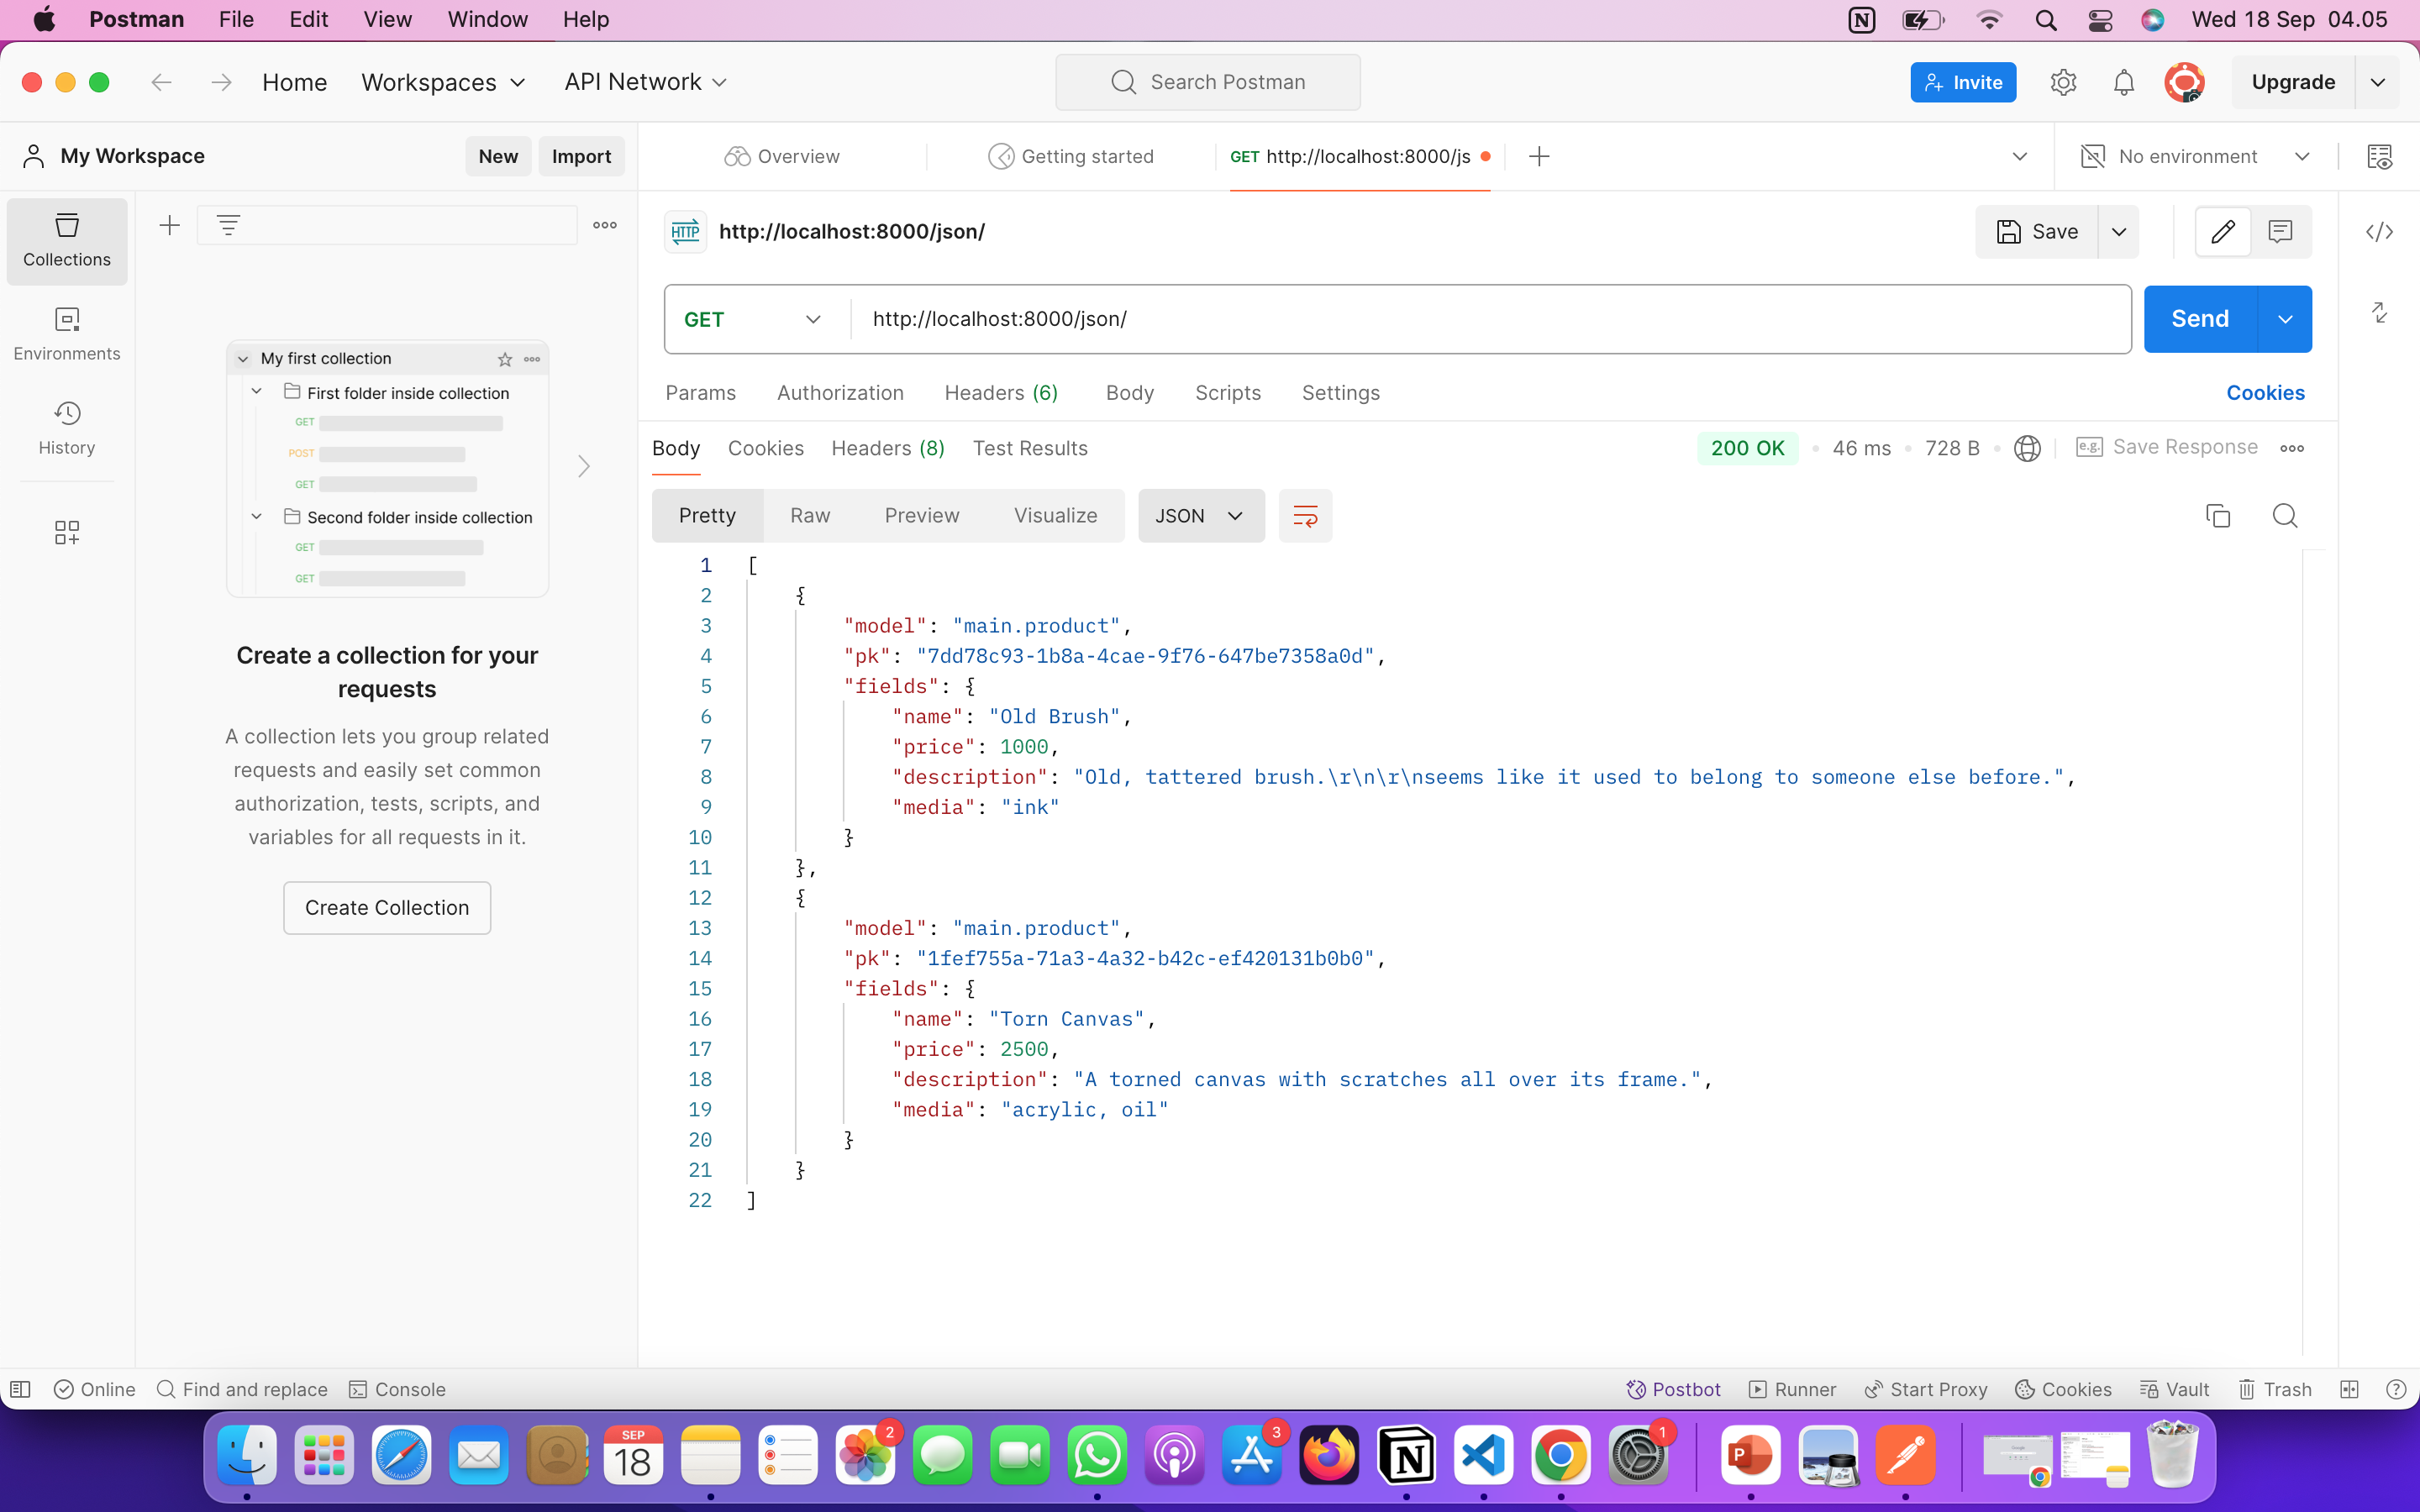 Postman File Edit View Window Help Wed 18 Sep 04.05
Home Workspaces API Network Search Postman Invite Upgrade
My Workspace New Import Overview Getting started GET http://localhost:8000/js No environment
Collections
Environments
History
My first collection
First folder inside collection
GET
POST
GET
Second folder inside collection
GET
GET
Create a collection for your
requests
A collection lets you group related
requests and easily set common
authorization, tests, scripts, and
variables for all requests in it.
Create Collection
HTTP http://localhost:8000/json/ Save
GET http://localhost:8000/json/ Send
Params Authorization Headers (6) Body Scripts Settings Cookies
Body Cookies Headers (8) Test Results 200 OK 46 ms 728 B e.g. Save Response
Pretty Raw Preview Visualize JSON
1 [
2 {
3 "model": "main.product",
4 "pk": "7dd78c93-1b8a-4cae-9f76-647be7358a0d",
5 "fields": {
6 "name": "Old Brush",
7 "price": 1000,
8 "description": "Old, tattered brush.\r\n\r\nseems like it used to belong to someone else before.",
9 "media": "ink"
10 }
11 },
12 {
13 "model": "main.product",
14 "pk": "1fef755a-71a3-4a32-b42c-ef420131b0b0",
15 "fields": {
16 "name": "Torn Canvas",
17 "price": 2500,
18 "description": "A torned canvas with scratches all over its frame.",
19 "media": "acrylic, oil"
20 }
21 }
22 ]
Online Find and replace Console Postbot Runner Start Proxy Cookies Vault Trash
SEP
18
2
3
1